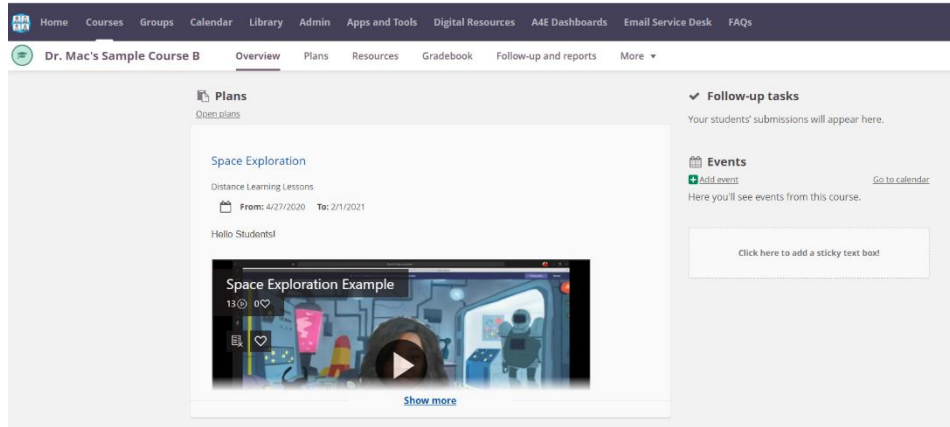 Home Courses Groups Calendar Library Admin Apps and Tools Digital Resources A4E Dashboards Email Service Desk FAQs
Dr. Mac's Sample Course B Overview Plans Resources Gradebook Follow-up and reports More
Plans
Open plans
Space Exploration
Distance Learning Lessons
From: 4/27/2020 To: 2/1/2021
Hello Students!
Space Exploration Example
13 0
Show more
Follow-up tasks
Your students' submissions will appear here.
Events
Add event Go to calendar
Here you'll see events from this course.
Click here to add a sticky text box!